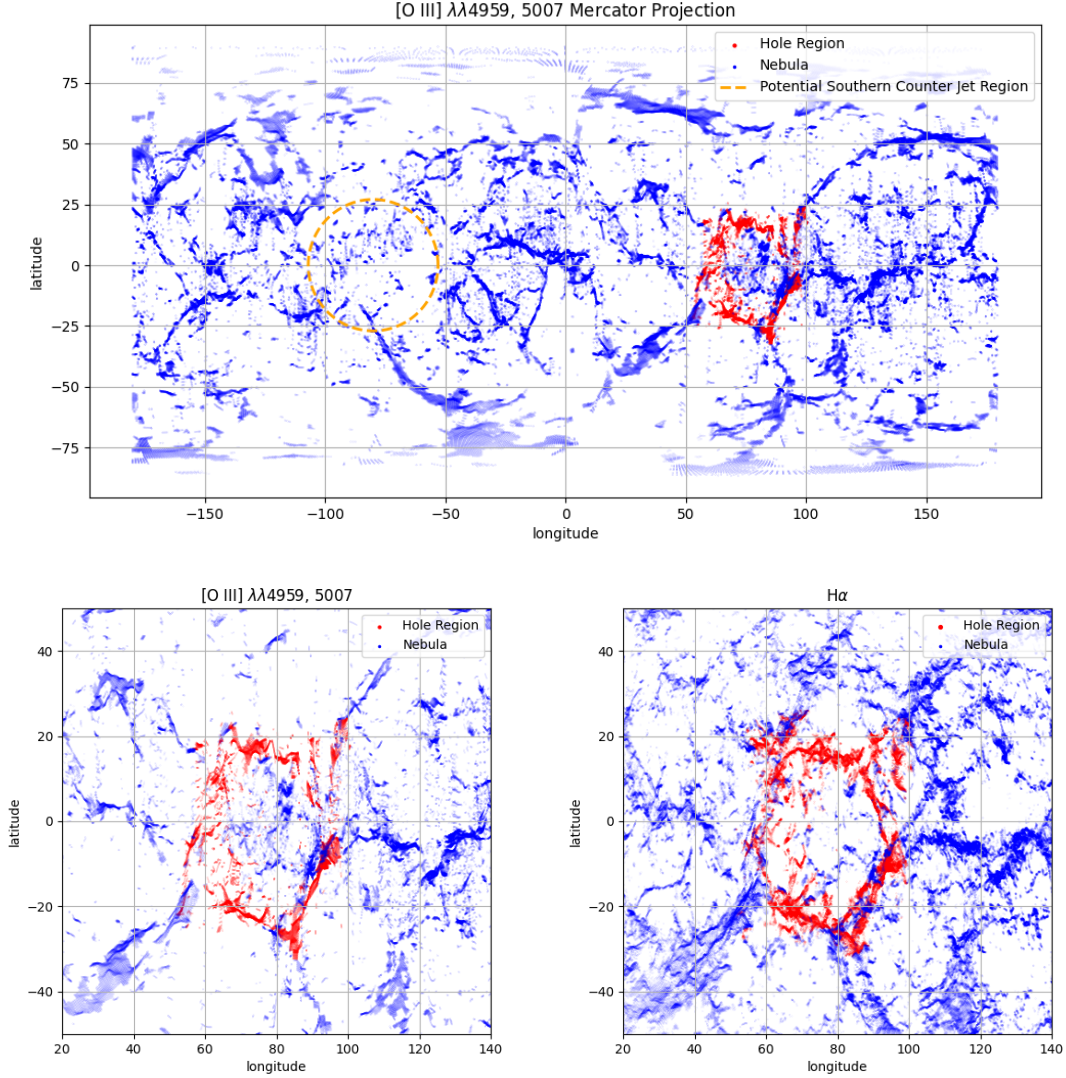 [O III] λλ4959, 5007 Mercator Projection
Hole Region
Nebula
Potential Southern Counter Jet Region
75
50
25
0
−25
−50
−75
latitude
−150
−100
−50
0
50
100
150
longitude
[O III] λλ4959, 5007
Hole Region
Nebula
40
20
0
−20
−40
latitude
20
40
60
80
100
120
140
longitude
Hα
Hole Region
Nebula
40
20
0
−20
−40
latitude
20
40
60
80
100
120
140
longitude